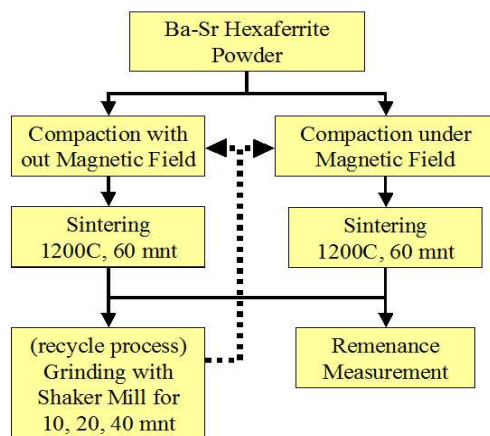 Ba-Sr Hexaferrite
Powder
Compaction with
out Magnetic Field
Compaction under
Magnetic Field
Sintering
1200C, 60 mnt
Sintering
1200C, 60 mnt
(recycle process)
Grinding with
Shaker Mill for
10, 20, 40 mnt
Remenance
Measurement